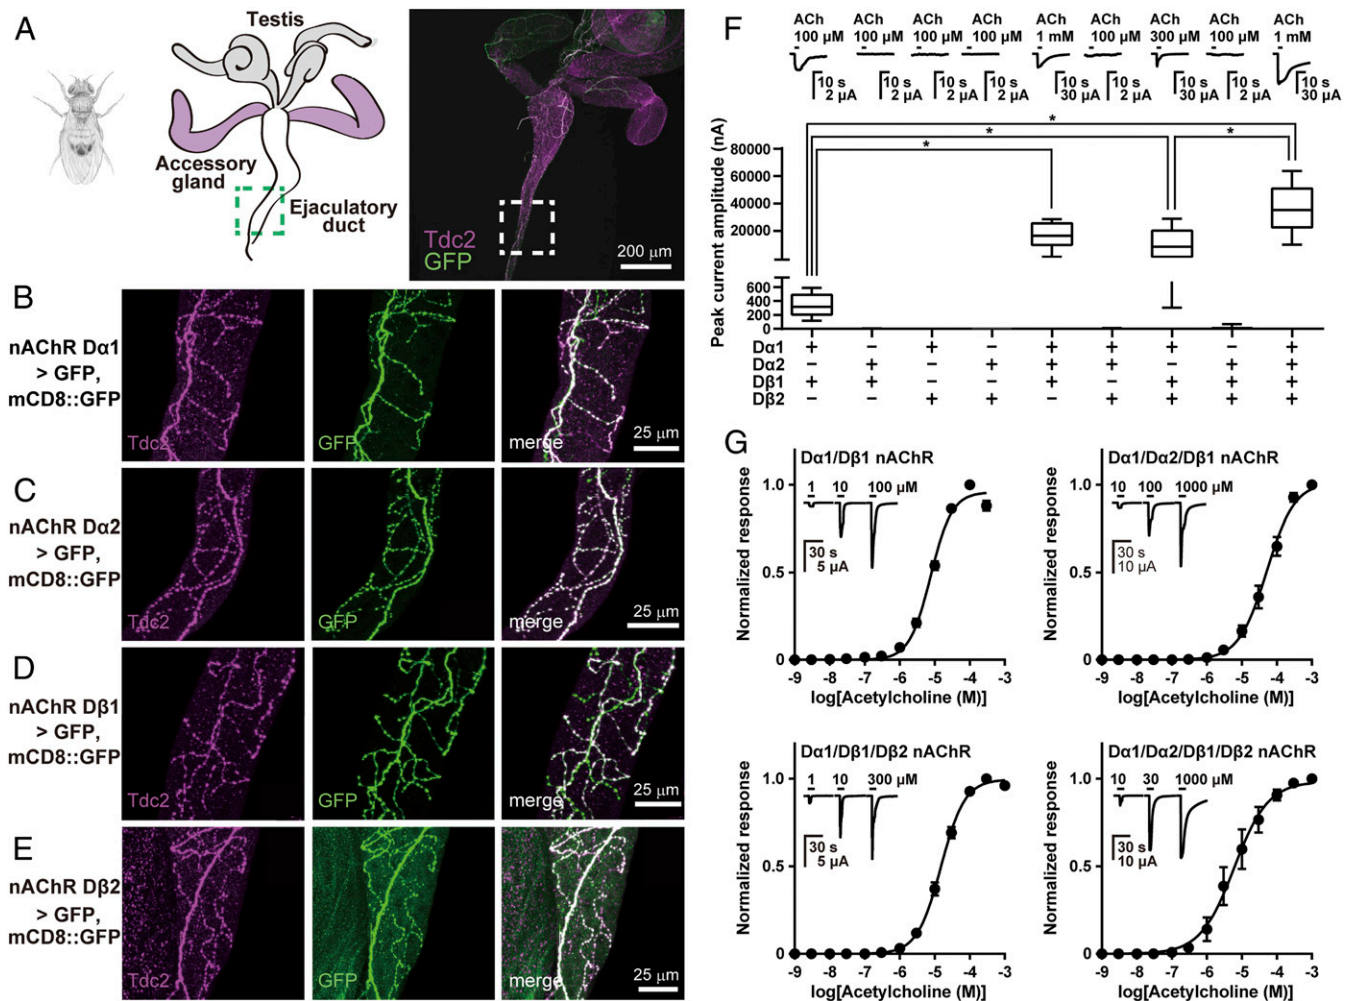 A
Testis
Accessory
gland
Ejaculatory
duct
Tdc2
GFP
200 μm
B
nAChR Dα1
> GFP,
mCD8::GFP
Tdc2
GFP
merge
25 μm
C
nAChR Dα2
> GFP,
mCD8::GFP
Tdc2
GFP
merge
25 μm
D
nAChR Dβ1
> GFP,
mCD8::GFP
Tdc2
GFP
merge
25 μm
E
nAChR Dβ2
> GFP,
mCD8::GFP
Tdc2
GFP
merge
25 μm
F
ACh ACh ACh ACh ACh ACh ACh ACh ACh
100 μM 100 μM 100 μM 100 μM 1 mM 100 μM 300 μM 100 μM 1 mM
10 s 10 s 10 s 10 s 10 s 10 s 10 s 10 s 10 s
2 μA 2 μA 2 μA 2 μA 30 μA 2 μA 30 μA 2 μA 30 μA
Peak current amplitude (nA)
* * * *
80000
60000
40000
20000
600
400
200
0
Dα1 + − + − + + + − +
Dα2 − + − + + + − + +
Dβ1 + + − − + − + + +
Dβ2 − − + + − + + + +
G
Dα1/Dβ1 nAChR
1 10 100 μM
30 s
5 μA
Normalized response
1.0
0.5
0
-9 -8 -7 -6 -5 -4 -3
log[Acetylcholine (M)]
Dα1/Dα2/Dβ1 nAChR
10 100 1000 μM
30 s
10 μA
Normalized response
1.0
0.5
0
-9 -8 -7 -6 -5 -4 -3
log[Acetylcholine (M)]
Dα1/Dβ1/Dβ2 nAChR
1 10 300 μM
30 s
5 μA
Normalized response
1.0
0.5
0
-9 -8 -7 -6 -5 -4 -3
log[Acetylcholine (M)]
Dα1/Dα2/Dβ1/Dβ2 nAChR
10 30 1000 μM
30 s
10 μA
Normalized response
1.0
0.5
0
-9 -8 -7 -6 -5 -4 -3
log[Acetylcholine (M)]